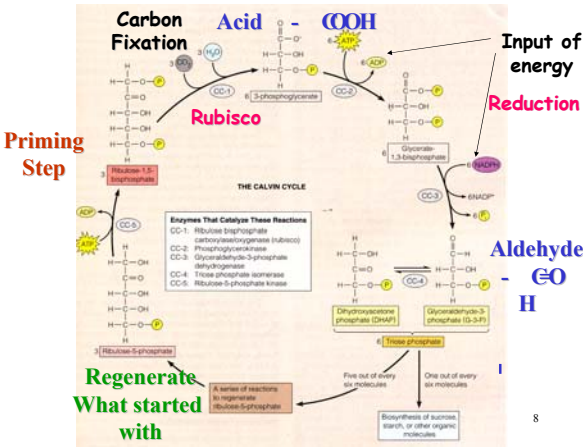 Carbon
Fixation
Acid - COOH
Input of
energy
Reduction
Rubisco
Priming
Step
Aldehyde
- C=O
H
Regenerate
What started
with
3 CO₂
3 H₂O
CC-1
6 3-phosphoglycerate
6 ATP
6 ADP
CC-2
6 Glycerate-
1,3-bisphosphate
6 NADPH
6NADP⁺
6 Pᵢ
CC-3
3 Ribulose-1,5-
bisphosphate
THE CALVIN CYCLE
Enzymes That Catalyze These Reactions
CC-1: Ribulose bisphosphate
carboxylase/oxygenase (rubisco)
CC-2: Phosphoglycerokinase
CC-3: Glyceraldehyde-3-phosphate
dehydrogenase
CC-4: Triose phosphate isomerase
CC-5: Ribulose-5-phosphate kinase
ADP
ATP
CC-5
CC-4
Dihydroxyacetone
phosphate (DHAP)
Glyceraldehyde-3-
phosphate (G-3-P)
6 Triose phosphate
3 Ribulose-5-phosphate
Five out of every
six molecules
One out of every
six molecules
A series of reactions
to regenerate
ribulose-5-phosphate
Biosynthesis of sucrose,
starch, or other organic
molecules
8